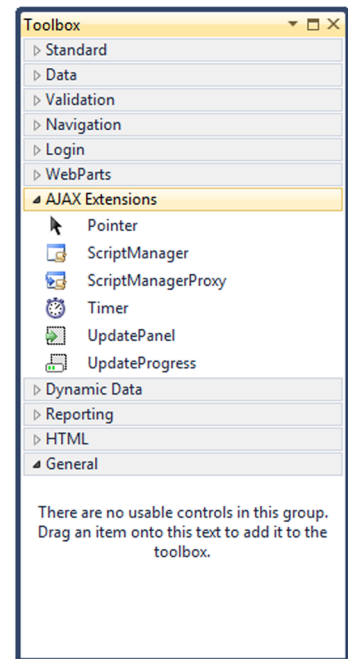 Toolbox
Standard
Data
Validation
Navigation
Login
WebParts
AJAX Extensions
Pointer
ScriptManager
ScriptManagerProxy
Timer
UpdatePanel
UpdateProgress
Dynamic Data
Reporting
HTML
General
There are no usable controls in this group.
Drag an item onto this text to add it to the
toolbox.